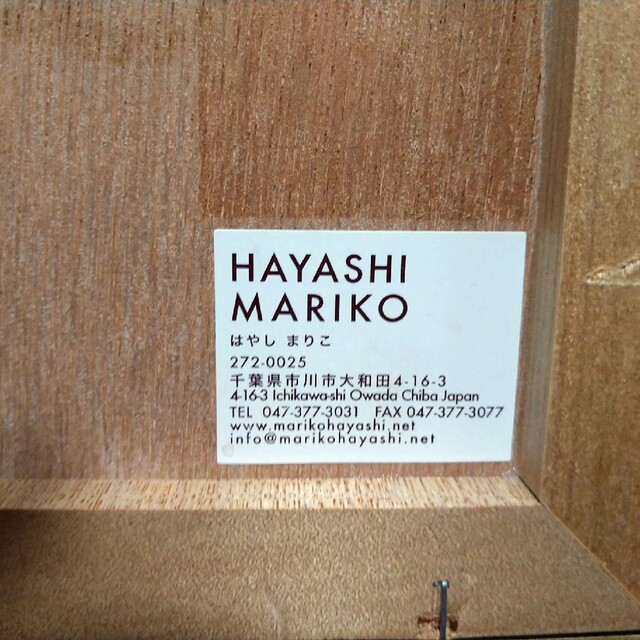 HAYASHI
MARIKO
はやし まりこ
272-0025
千葉県市川市大和田4-16-3
4-16-3 Ichikawa-shi Owada Chiba Japan
TEL 047-377-3031 FAX 047-377-3077
www.marikohayashi.net
info@marikohayashi.net